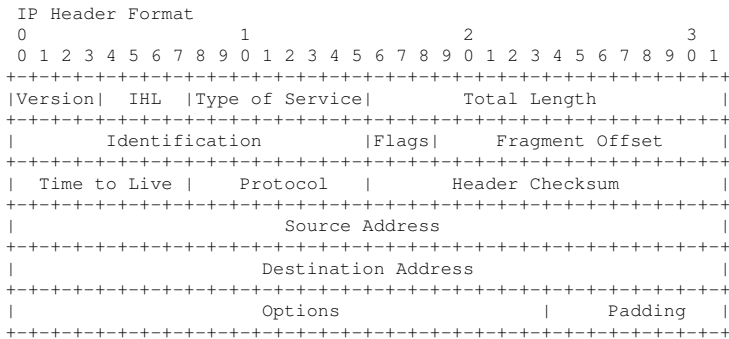 IP Header Format
0                   1                   2                   3
0 1 2 3 4 5 6 7 8 9 0 1 2 3 4 5 6 7 8 9 0 1 2 3 4 5 6 7 8 9 0 1
+-+-+-+-+-+-+-+-+-+-+-+-+-+-+-+-+-+-+-+-+-+-+-+-+-+-+-+-+-+-+-+-
|Version|  IHL  |Type of Service|        Total Length           |
+-+-+-+-+-+-+-+-+-+-+-+-+-+-+-+-+-+-+-+-+-+-+-+-+-+-+-+-+-+-+-+-
|        Identification         |Flags|     Fragment Offset     |
+-+-+-+-+-+-+-+-+-+-+-+-+-+-+-+-+-+-+-+-+-+-+-+-+-+-+-+-+-+-+-+-
|  Time to Live |    Protocol   |       Header Checksum         |
+-+-+-+-+-+-+-+-+-+-+-+-+-+-+-+-+-+-+-+-+-+-+-+-+-+-+-+-+-+-+-+-
|                        Source Address                         |
+-+-+-+-+-+-+-+-+-+-+-+-+-+-+-+-+-+-+-+-+-+-+-+-+-+-+-+-+-+-+-+-
|                      Destination Address                      |
+-+-+-+-+-+-+-+-+-+-+-+-+-+-+-+-+-+-+-+-+-+-+-+-+-+-+-+-+-+-+-+-
|                      Options                  |     Padding   |
+-+-+-+-+-+-+-+-+-+-+-+-+-+-+-+-+-+-+-+-+-+-+-+-+-+-+-+-+-+-+-+-